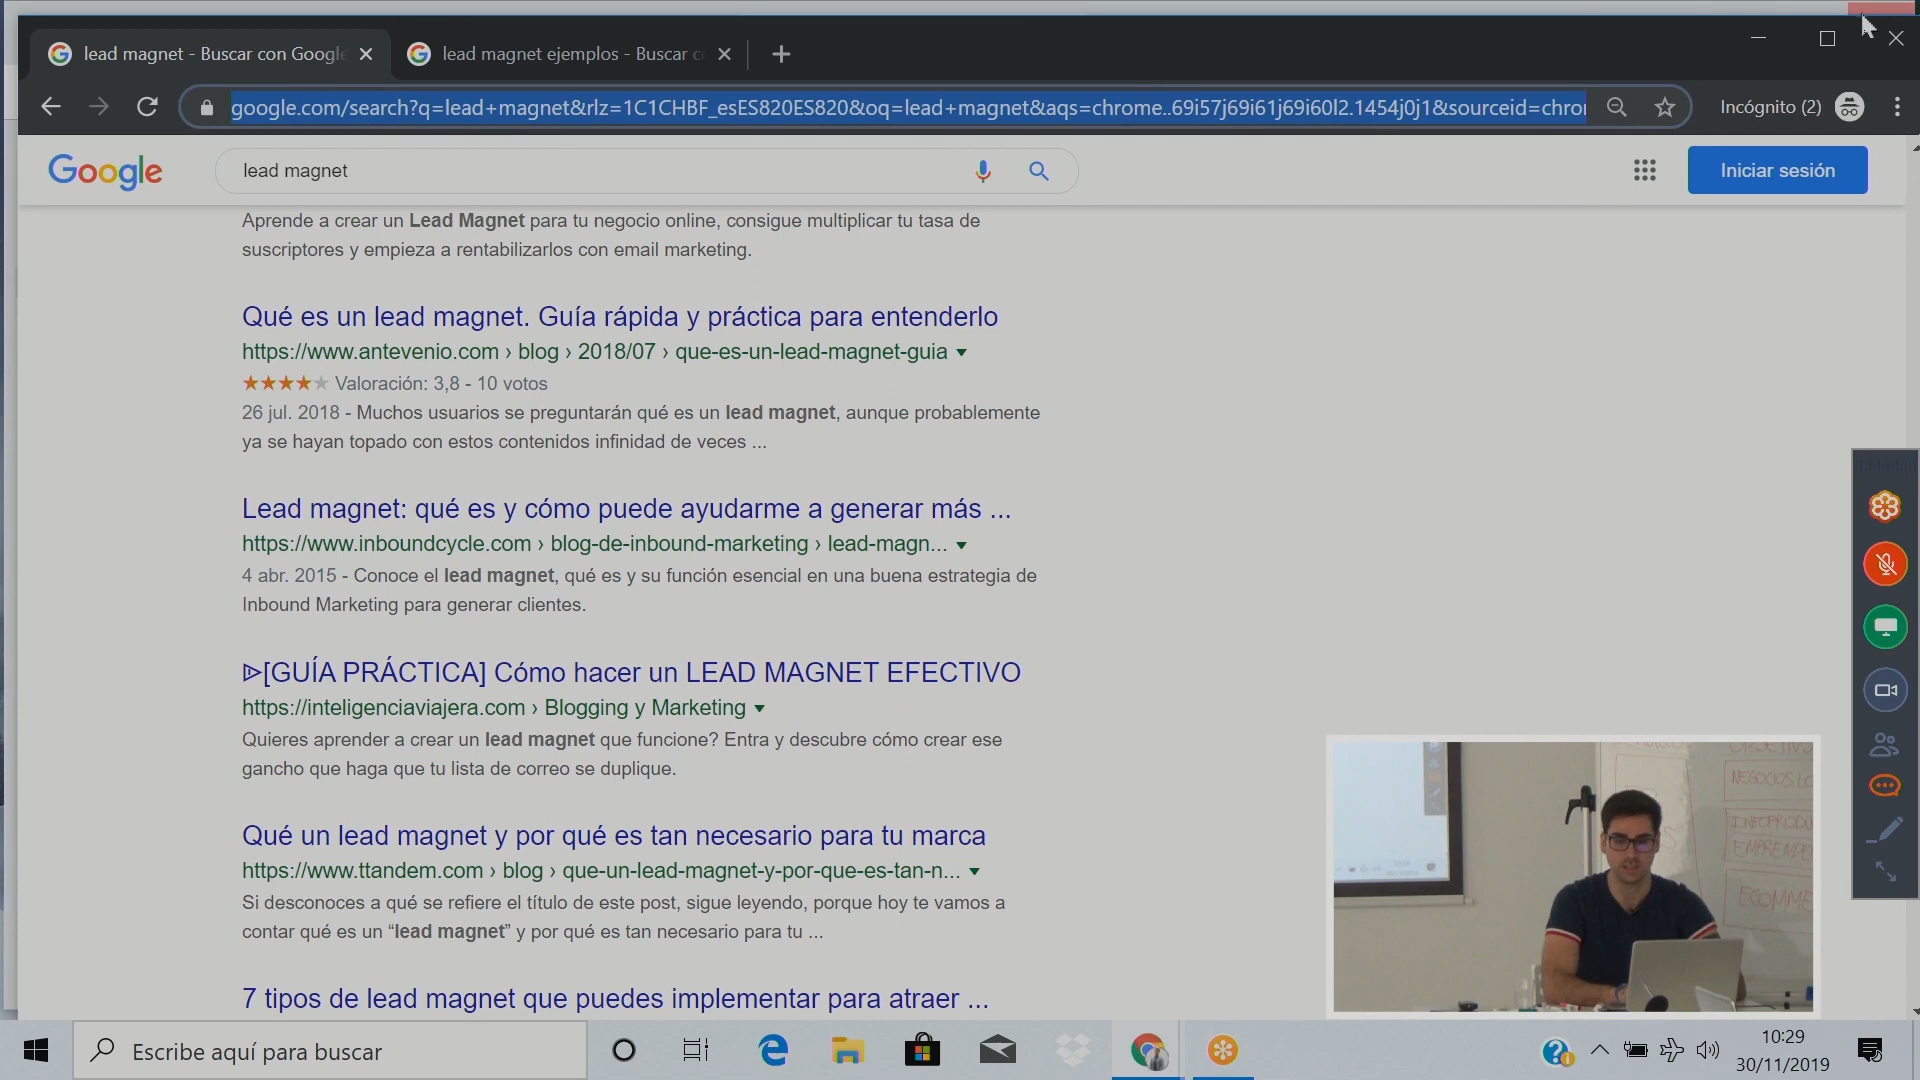 lead magnet - Buscar con Google
lead magnet ejemplos - Buscar c
google.com/search?q=lead+magnet&rlz=1C1CHBF_esES820ES820&oq=lead+magnet&aqs=chrome..69i57j69i61j69i60l2.1454j0j1&sourceid=chro
Incógnito (2)
Google
lead magnet
Iniciar sesión
Aprende a crear un Lead Magnet para tu negocio online, consigue multiplicar tu tasa de
suscriptores y empieza a rentabilizarlos con email marketing.
Qué es un lead magnet. Guía rápida y práctica para entenderlo
https://www.antevenio.com › blog › 2018/07 › que-es-un-lead-magnet-guia
Valoración: 3,8 - 10 votos
26 jul. 2018 - Muchos usuarios se preguntarán qué es un lead magnet, aunque probablemente
ya se hayan topado con estos contenidos infinidad de veces ...
Lead magnet: qué es y cómo puede ayudarme a generar más ...
https://www.inboundcycle.com › blog-de-inbound-marketing › lead-magn...
4 abr. 2015 - Conoce el lead magnet, qué es y su función esencial en una buena estrategia de
Inbound Marketing para generar clientes.
[GUÍA PRÁCTICA] Cómo hacer un LEAD MAGNET EFECTIVO
https://inteligenciaviajera.com › Blogging y Marketing
Quieres aprender a crear un lead magnet que funcione? Entra y descubre cómo crear ese
gancho que haga que tu lista de correo se duplique.
Qué un lead magnet y por qué es tan necesario para tu marca
https://www.ttandem.com › blog › que-un-lead-magnet-y-por-que-es-tan-n...
Si desconoces a qué se refiere el título de este post, sigue leyendo, porque hoy te vamos a
contar qué es un “lead magnet” y por qué es tan necesario para tu ...
7 tipos de lead magnet que puedes implementar para atraer ...
NEGOCIOS LO
INFOPRODU
EMPRENDE
ECOMME
Escribe aquí para buscar
10:29
30/11/2019